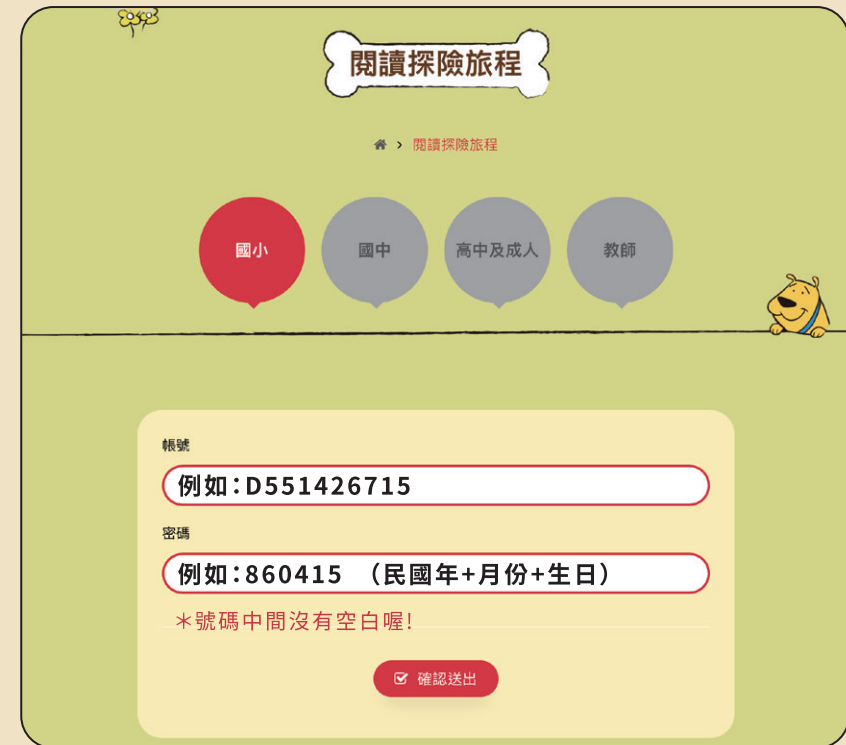 閱讀探險旅程
> 閱讀探險旅程
國小
國中
高中及成人
教師
帳號
例如:D551426715
密碼
例如:860415 (民國年+月份+生日)
＊號碼中間沒有空白喔!
確認送出